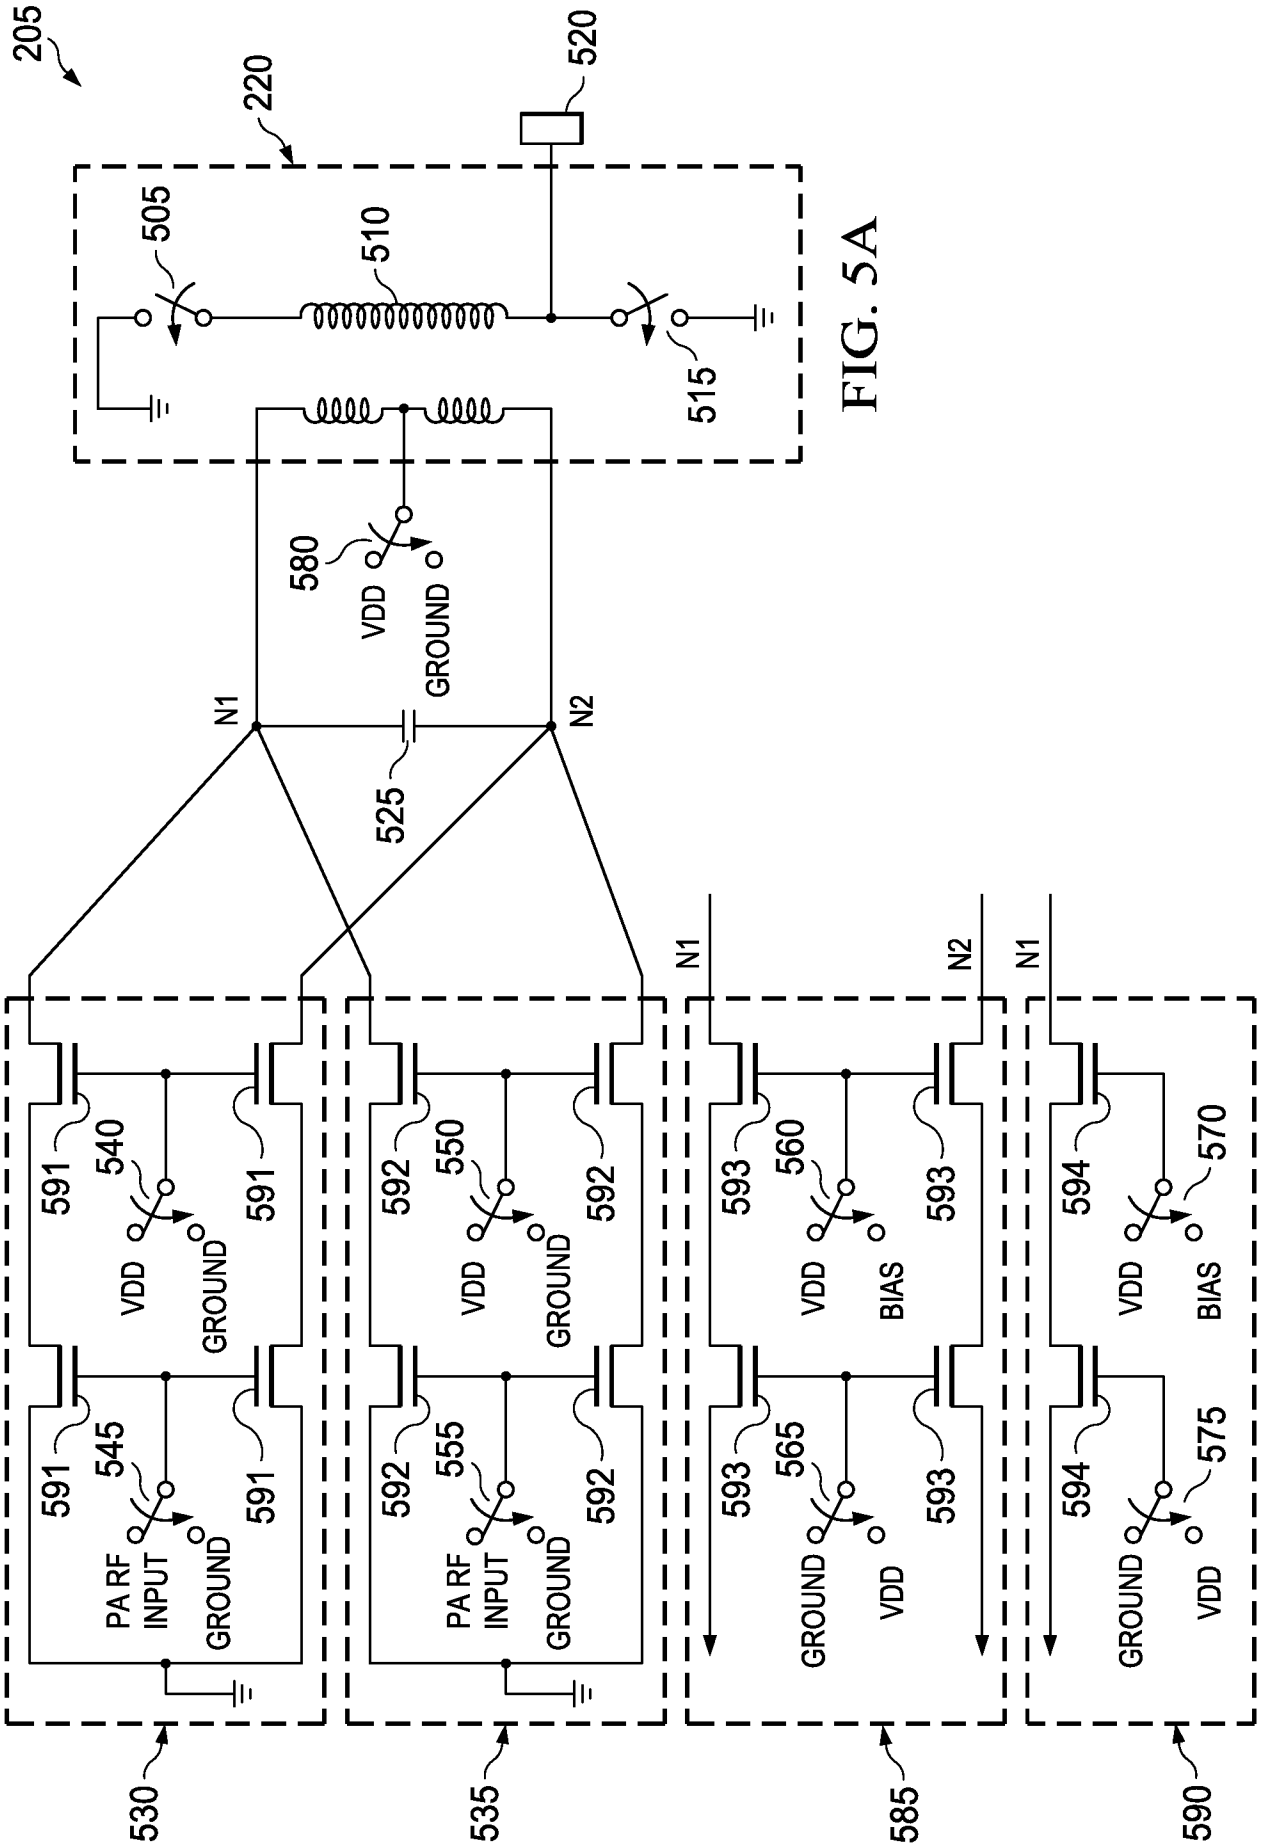 205
220
505
510
520
515
580
VDD
GROUND
N1
N2
525
591
540
591
VDD
GROUND
591
545
591
PA RF
INPUT
GROUND
530
592
550
592
VDD
GROUND
592
555
592
PA RF
INPUT
GROUND
535
N1
N2
593
560
593
VDD
BIAS
593
565
593
GROUND
VDD
585
N1
594
570
VDD
BIAS
594
575
GROUND
VDD
590
FIG. 5A